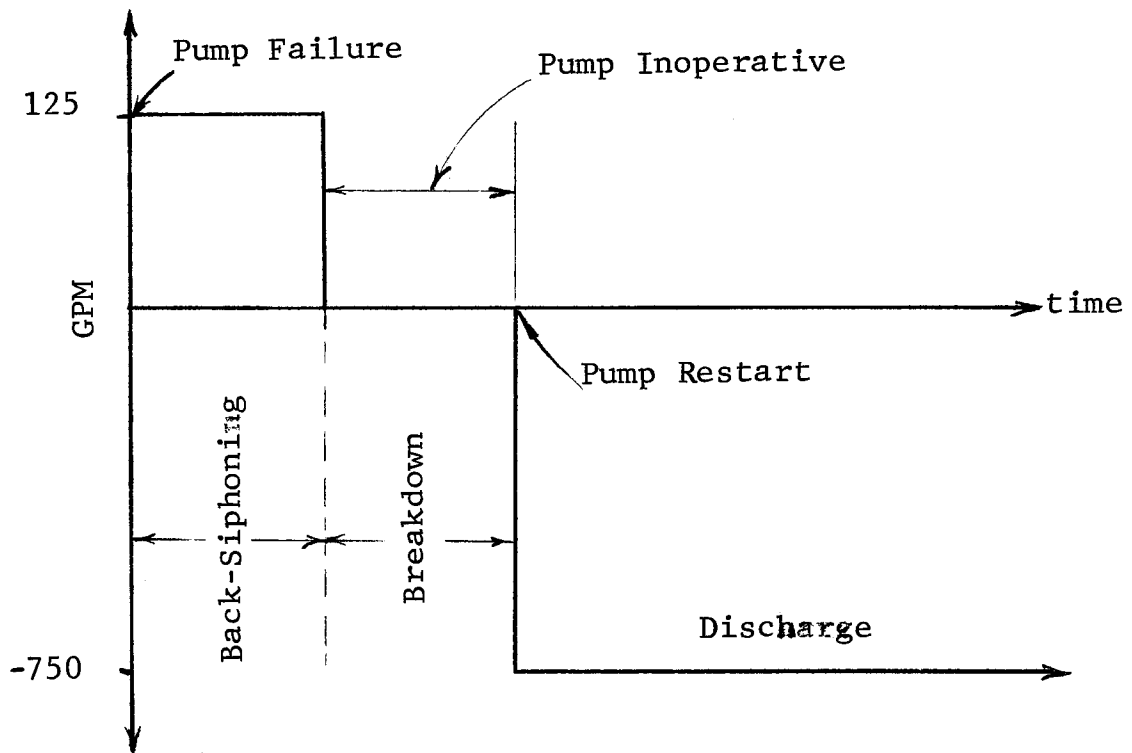 Pump Failure
Pump Inoperative
125
GPM
time
Pump Restart
Back-Siphoning
Breakdown
Discharge
-750